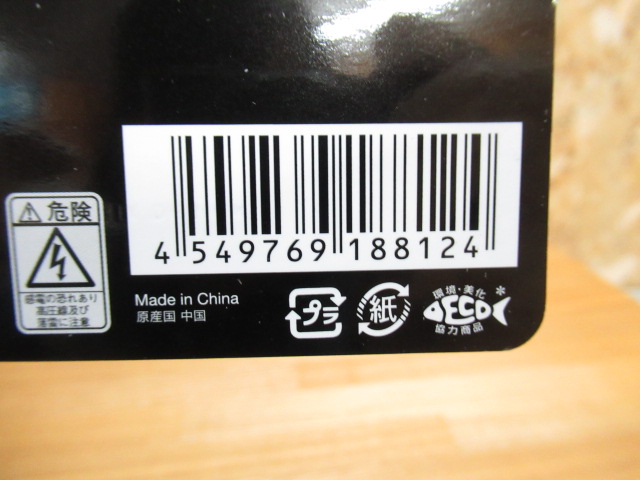 4 549769 188124
危険
感電の恐れあり
高圧線及び
落雷に注意
Made in China
原産国 中国
プラ
紙
環境・美化
ECO
協力商品